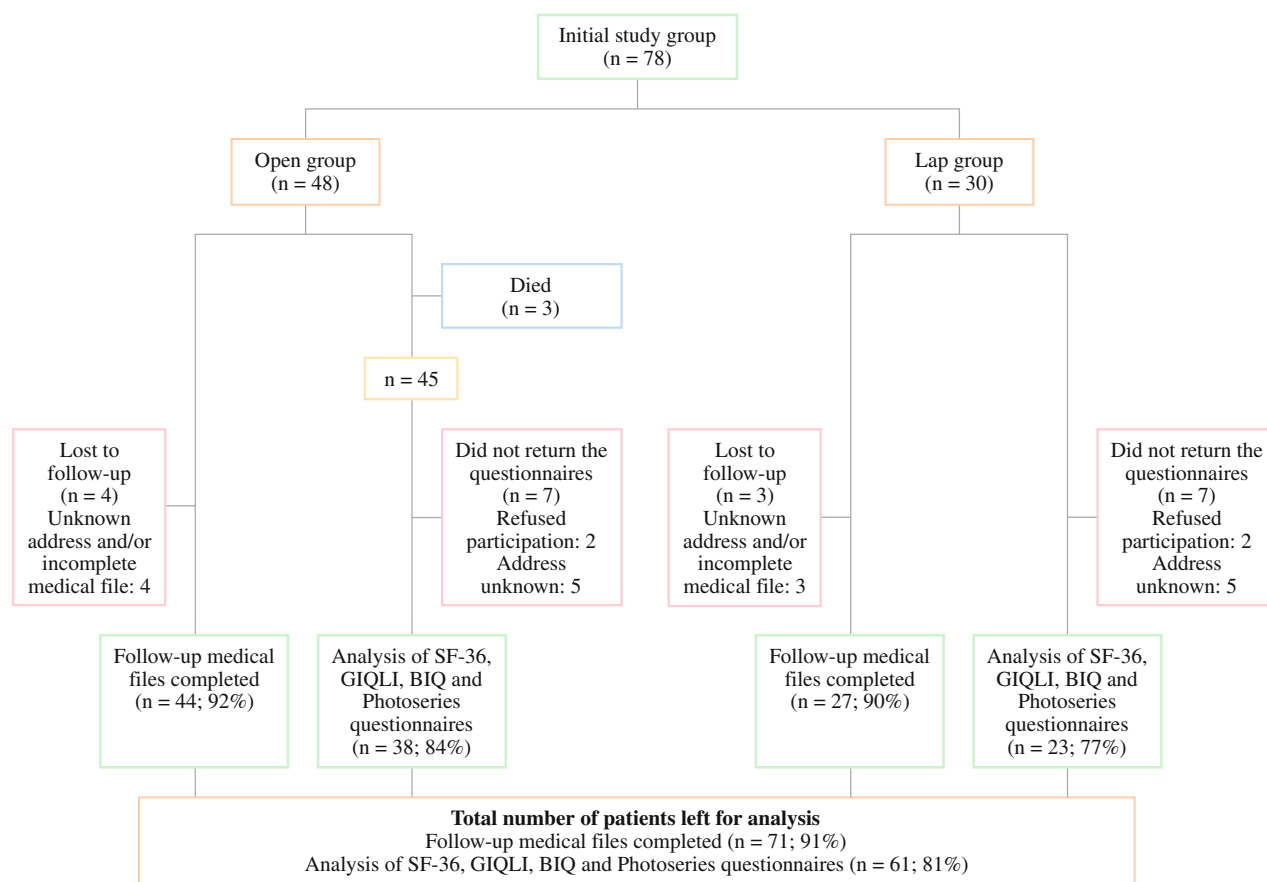 Initial study group
(n = 78)
Open group
(n = 48)
Lap group
(n = 30)
Died
(n = 3)
n = 45
Lost to
follow-up
(n = 4)
Unknown
address and/or
incomplete
medical file: 4
Did not return the
questionnaires
(n = 7)
Refused
participation: 2
Address
unknown: 5
Lost to
follow-up
(n = 3)
Unknown
address and/or
incomplete
medical file: 3
Did not return the
questionnaires
(n = 7)
Refused
participation: 2
Address
unknown: 5
Follow-up medical
files completed
(n = 44; 92%)
Analysis of SF-36,
GIQLI, BIQ and
Photoseries
questionnaires
(n = 38; 84%)
Follow-up medical
files completed
(n = 27; 90%)
Analysis of SF-36,
GIQLI, BIQ and
Photoseries
questionnaires
(n = 23; 77%)
Total number of patients left for analysis
Follow-up medical files completed (n = 71; 91%)
Analysis of SF-36, GIQLI, BIQ and Photoseries questionnaires (n = 61; 81%)